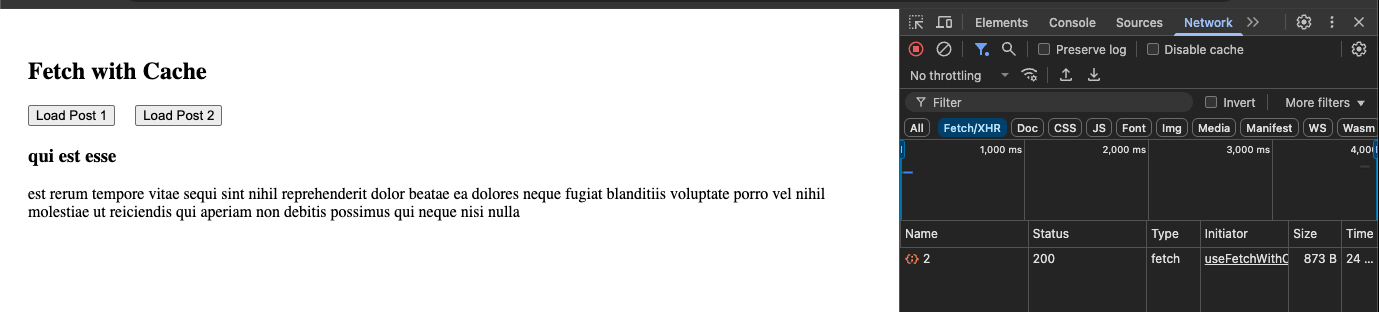 Fetch with Cache
Load Post 1 Load Post 2
qui est esse
est rerum tempore vitae sequi sint nihil reprehenderit dolor beatae ea dolores neque fugiat blanditiis voluptate porro vel nihil
molestiae ut reiciendis qui aperiam non debitis possimus qui neque nisi nulla
Elements Console Sources Network
Preserve log Disable cache
No throttling
Filter Invert More filters
All Fetch/XHR Doc CSS JS Font Img Media Manifest WS Wasm
1,000 ms 2,000 ms 3,000 ms 4,00
Name Status Type Initiator Size Time
2 200 fetch useFetchWithC 873 B 24 ...